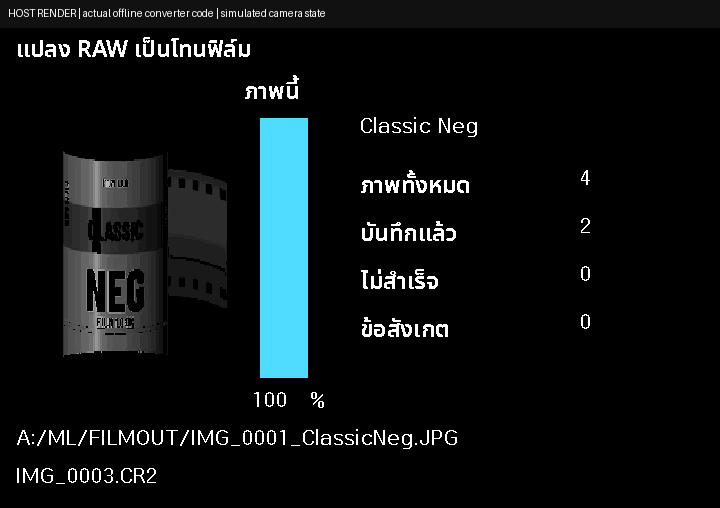 HOST RENDER | actual offline converter code | simulated camera state
แปลง RAW เป็นโทนฟิล์ม
ภาพนี้
Classic Neg
ภาพทั้งหมด 4
บันทึกแล้ว 2
ไม่สำเร็จ 0
ข้อสังเกต 0
CLASSIC
NEG
100 %
A:/ML/FILMOUT/IMG_0001_ClassicNeg.JPG
IMG_0003.CR2